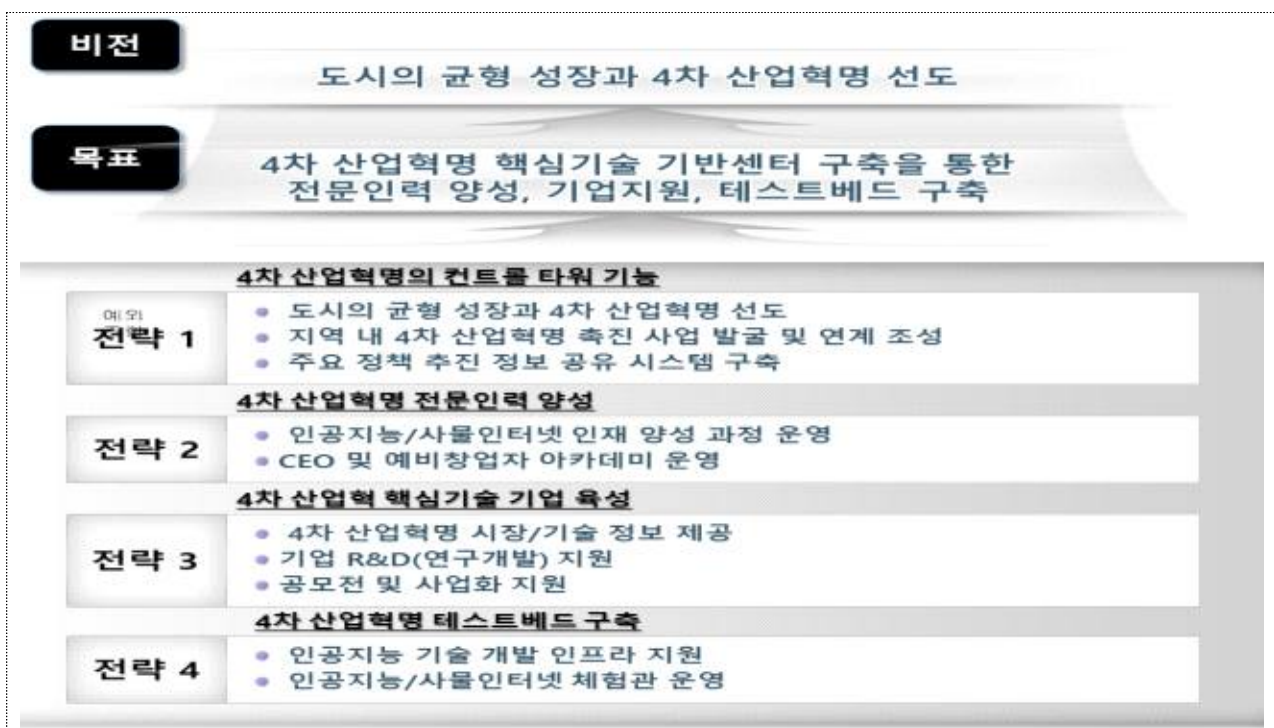 비전
도시의 균형 성장과 4차 산업혁명 선도
목표
4차 산업혁명 핵심기술 기반센터 구축을 통한
전문인력 양성, 기업지원, 테스트베드 구축
4차 산업혁명의 컨트롤 타워 기능
전략 1
● 도시의 균형 성장과 4차 산업혁명 선도
● 지역 내 4차 산업혁명 촉진 사업 발굴 및 연계 조성
● 주요 정책 추진 정보 공유 시스템 구축
4차 산업혁명 전문인력 양성
전략 2
● 인공지능/사물인터넷 인재 양성 과정 운영
● CEO 및 예비창업자 아카데미 운영
4차 산업혁 핵심기술 기업 육성
전략 3
● 4차 산업혁명 시장/기술 정보 제공
● 기업 R&D(연구개발) 지원
● 공모전 및 사업화 지원
4차 산업혁명 테스트베드 구축
전략 4
● 인공지능 기술 개발 인프라 지원
● 인공지능/사물인터넷 체험관 운영